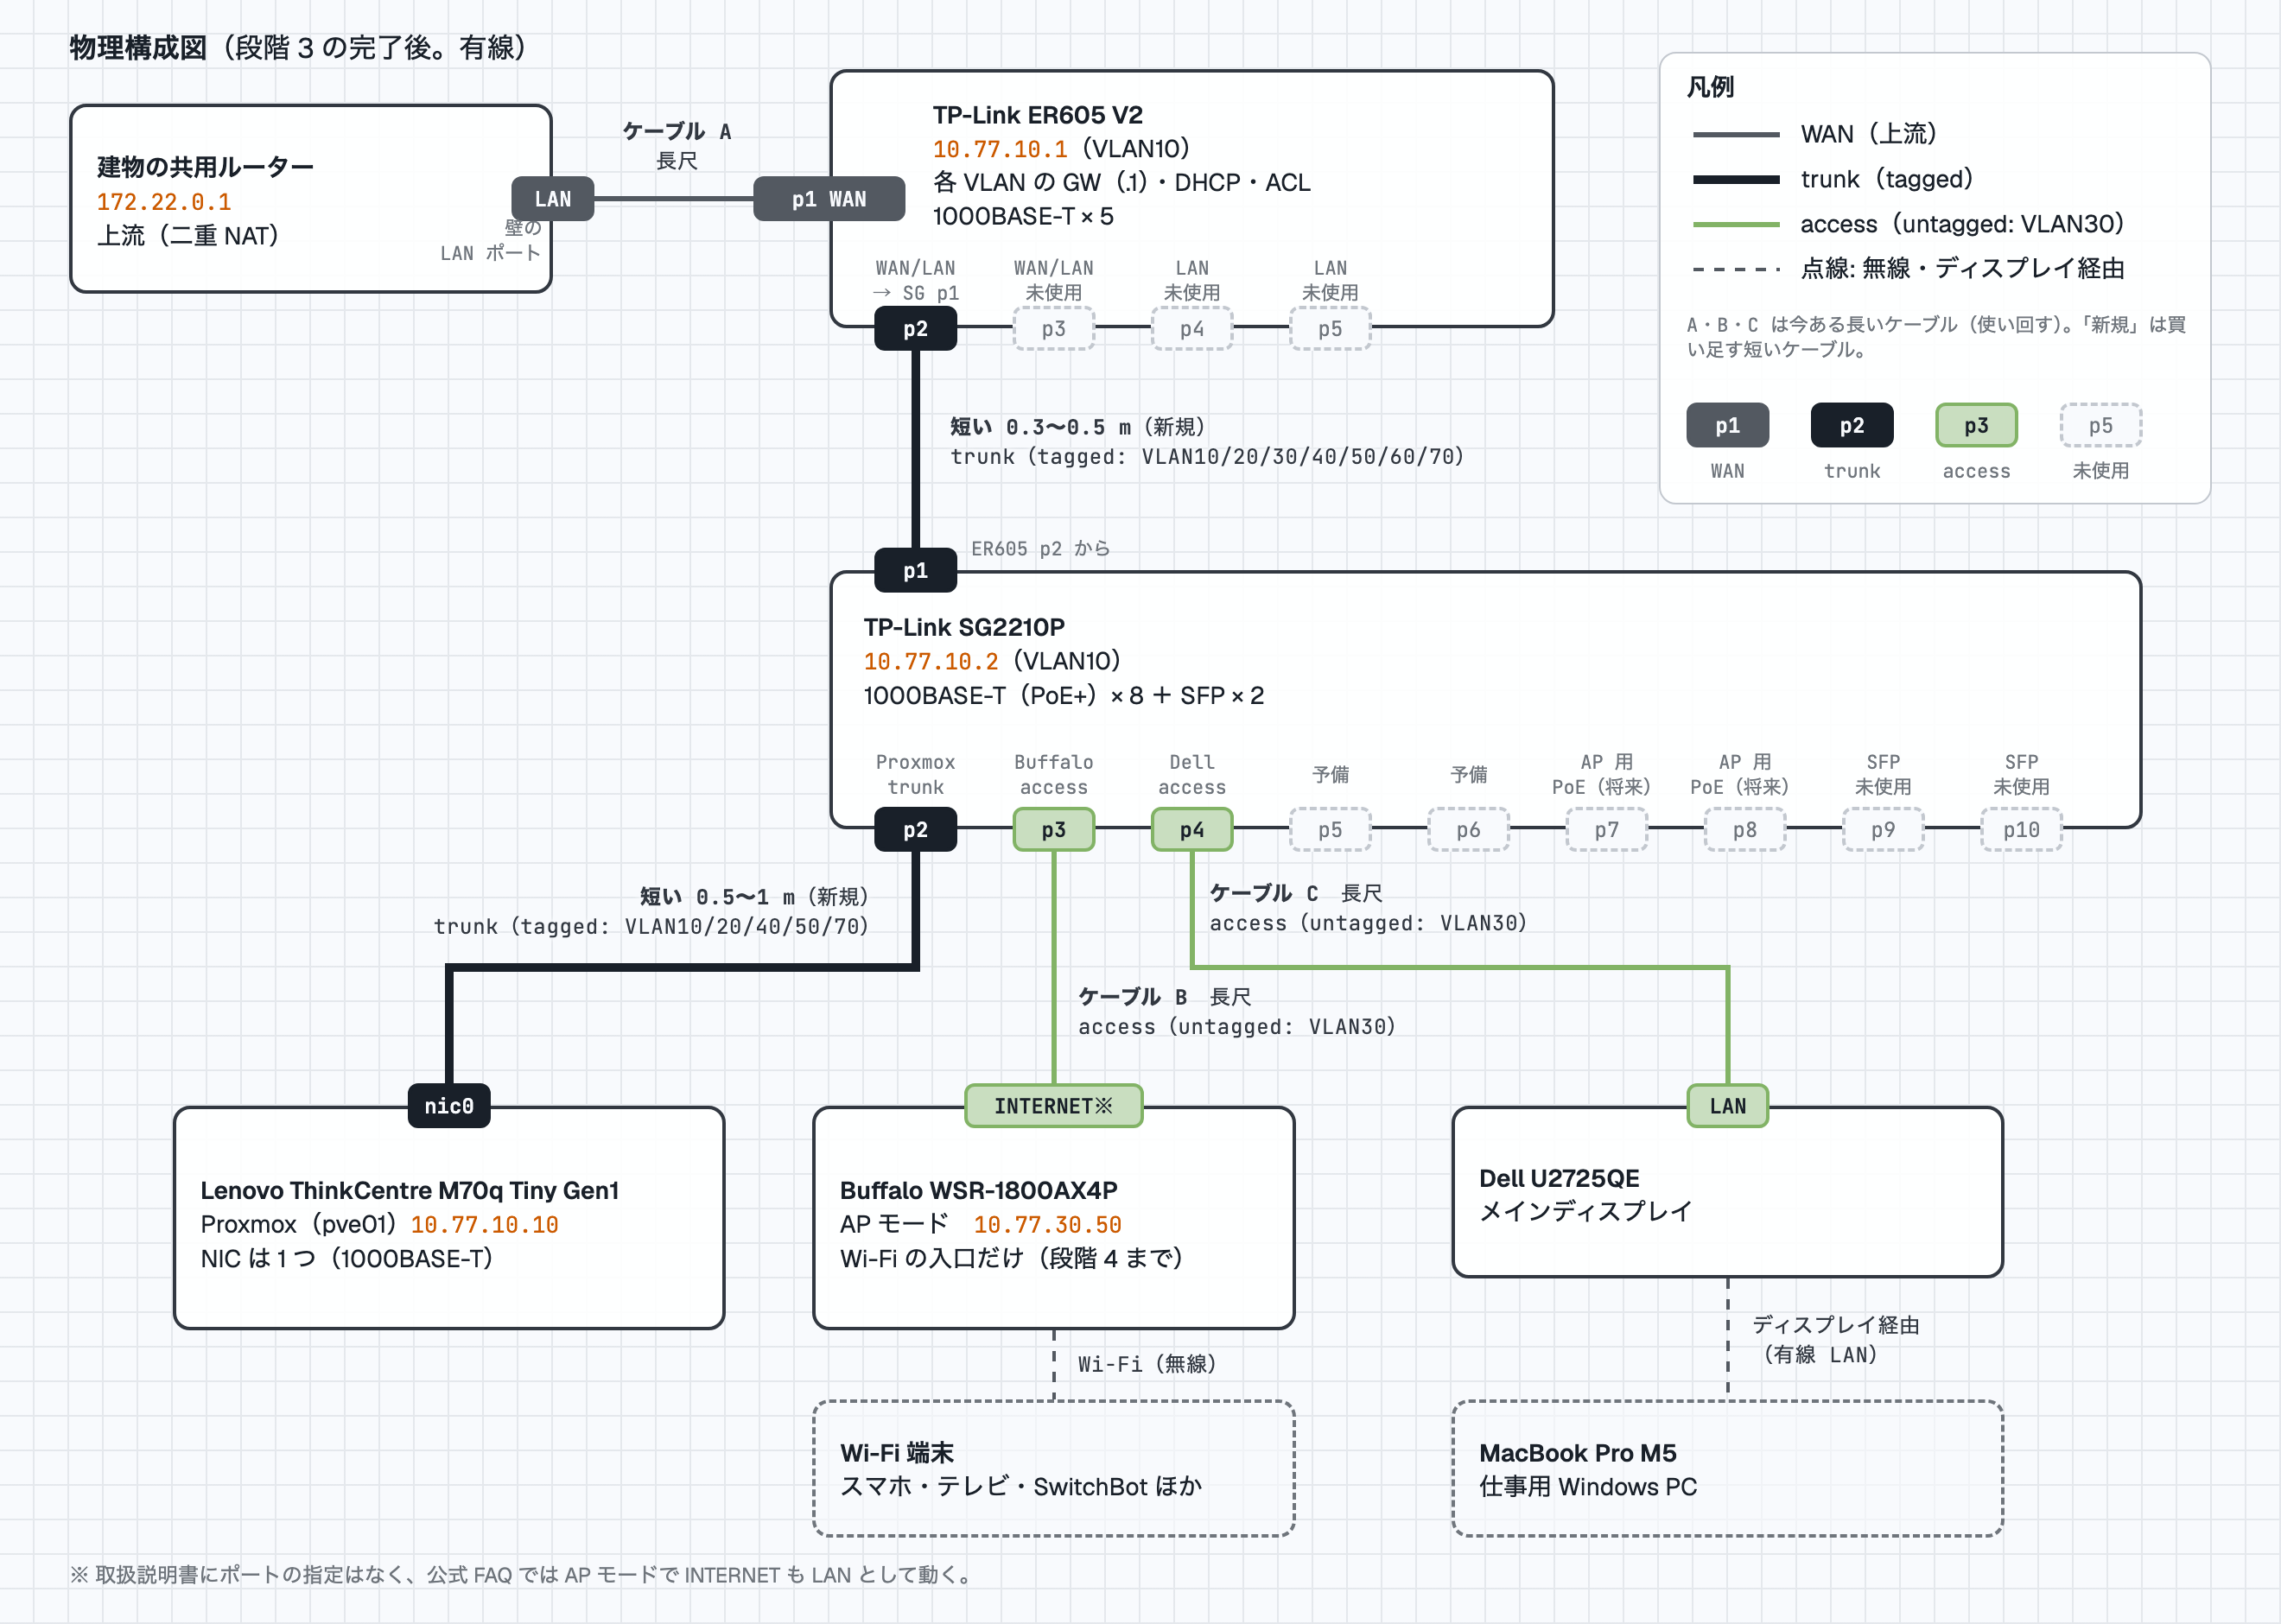 物理構成図（段階 3 の完了後。有線）
建物の共用ルーター
172.22.0.1
上流（二重 NAT）
LAN
壁の
LAN ポート
ケーブル A
長尺
p1 WAN
TP-Link ER605 V2
10.77.10.1（VLAN10）
各 VLAN の GW（.1）・DHCP・ACL
1000BASE-T × 5
WAN/LAN
→ SG p1
WAN/LAN
未使用
LAN
未使用
LAN
未使用
p2
p3
p4
p5
凡例
WAN（上流）
trunk（tagged）
access（untagged: VLAN30）
点線: 無線・ディスプレイ経由
A・B・C は今ある長いケーブル（使い回す）。「新規」は買
い足す短いケーブル。
p1
p2
p3
p5
WAN
trunk
access
未使用
短い 0.3〜0.5 m（新規）
trunk（tagged: VLAN10/20/30/40/50/60/70）
p1
ER605 p2 から
TP-Link SG2210P
10.77.10.2（VLAN10）
1000BASE-T（PoE+）× 8 ＋ SFP × 2
Proxmox
trunk
Buffalo
access
Dell
access
予備
予備
AP 用
PoE（将来）
AP 用
PoE（将来）
SFP
未使用
SFP
未使用
p2
p3
p4
p5
p6
p7
p8
p9
p10
短い 0.5〜1 m（新規）
trunk（tagged: VLAN10/20/40/50/70）
ケーブル C 長尺
access（untagged: VLAN30）
ケーブル B 長尺
access（untagged: VLAN30）
nic0
Lenovo ThinkCentre M70q Tiny Gen1
Proxmox（pve01）10.77.10.10
NIC は 1 つ（1000BASE-T）
INTERNET※
Buffalo WSR-1800AX4P
AP モード 10.77.30.50
Wi-Fi の入口だけ（段階 4 まで）
LAN
Dell U2725QE
メインディスプレイ
Wi-Fi（無線）
ディスプレイ経由
（有線 LAN）
Wi-Fi 端末
スマホ・テレビ・SwitchBot ほか
MacBook Pro M5
仕事用 Windows PC
※ 取扱説明書にポートの指定はなく、公式 FAQ では AP モードで INTERNET も LAN として動く。